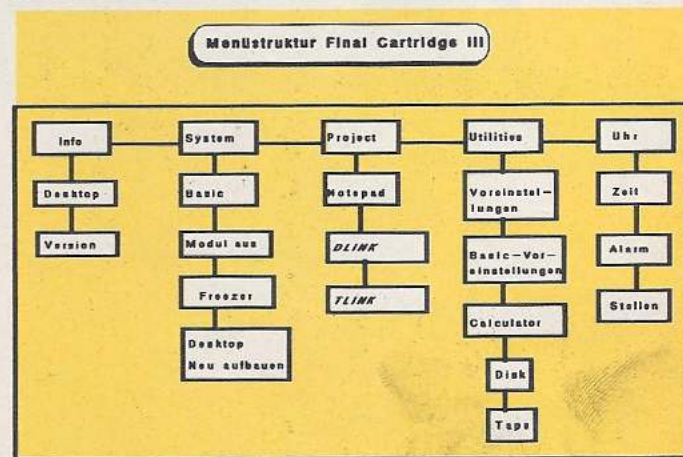 Menüstruktur Final Cartridge III
Info
Desktop
Version
System
Basic
Modul aus
Freezer
Desktop
Neu aufbauen
Project
Notepad
DLINK
TLINK
Utilities
Voreinstel-
lungen
Basic-Vor-
einstellungen
Calculator
Disk
Tape
Uhr
Zeit
Alarm
Stellen